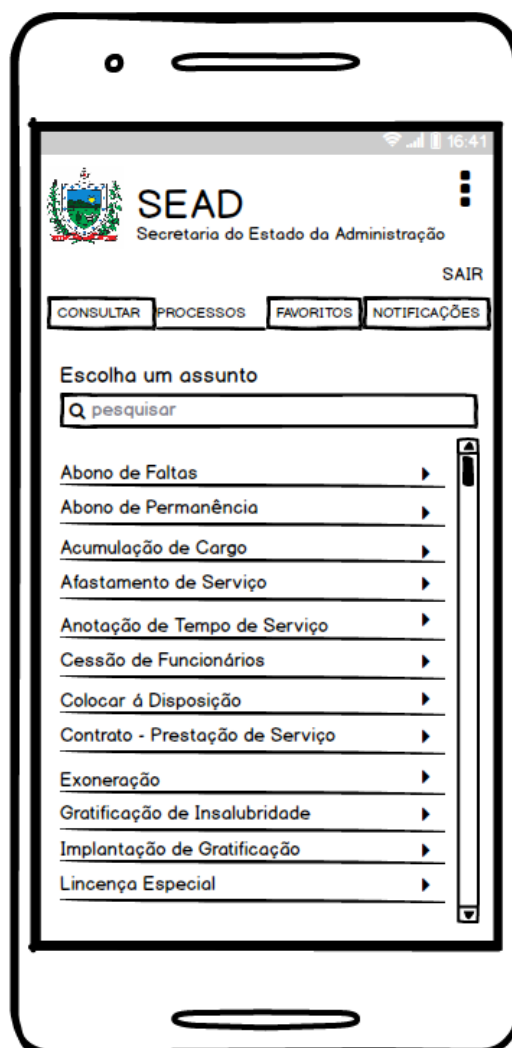 16:41
SEAD
Secretaria do Estado da Administração
SAIR
CONSULTAR PROCESSOS FAVORITOS NOTIFICAÇÕES
Escolha um assunto
pesquisar
Abono de Faltas
Abono de Permanência
Acumulação de Cargo
Afastamento de Serviço
Anotação de Tempo de Serviço
Cessão de Funcionários
Colocar á Disposição
Contrato - Prestação de Serviço
Exoneração
Gratificação de Insalubridade
Implantação de Gratificação
Lincença Especial